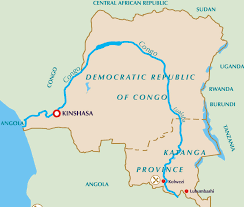 CENTRAL AFRICAN REPUBLIC
SUDAN
CONGO
Congo
Congo
UGANDA
DEMOCRATIC REPUBLIC
OF CONGO
RWANDA
BURUNDI
KINSHASA
ANGOLA
TANZANIA
KATANGA
PROVINCE
ANGOLA
Kolwezi
Lubumbashi